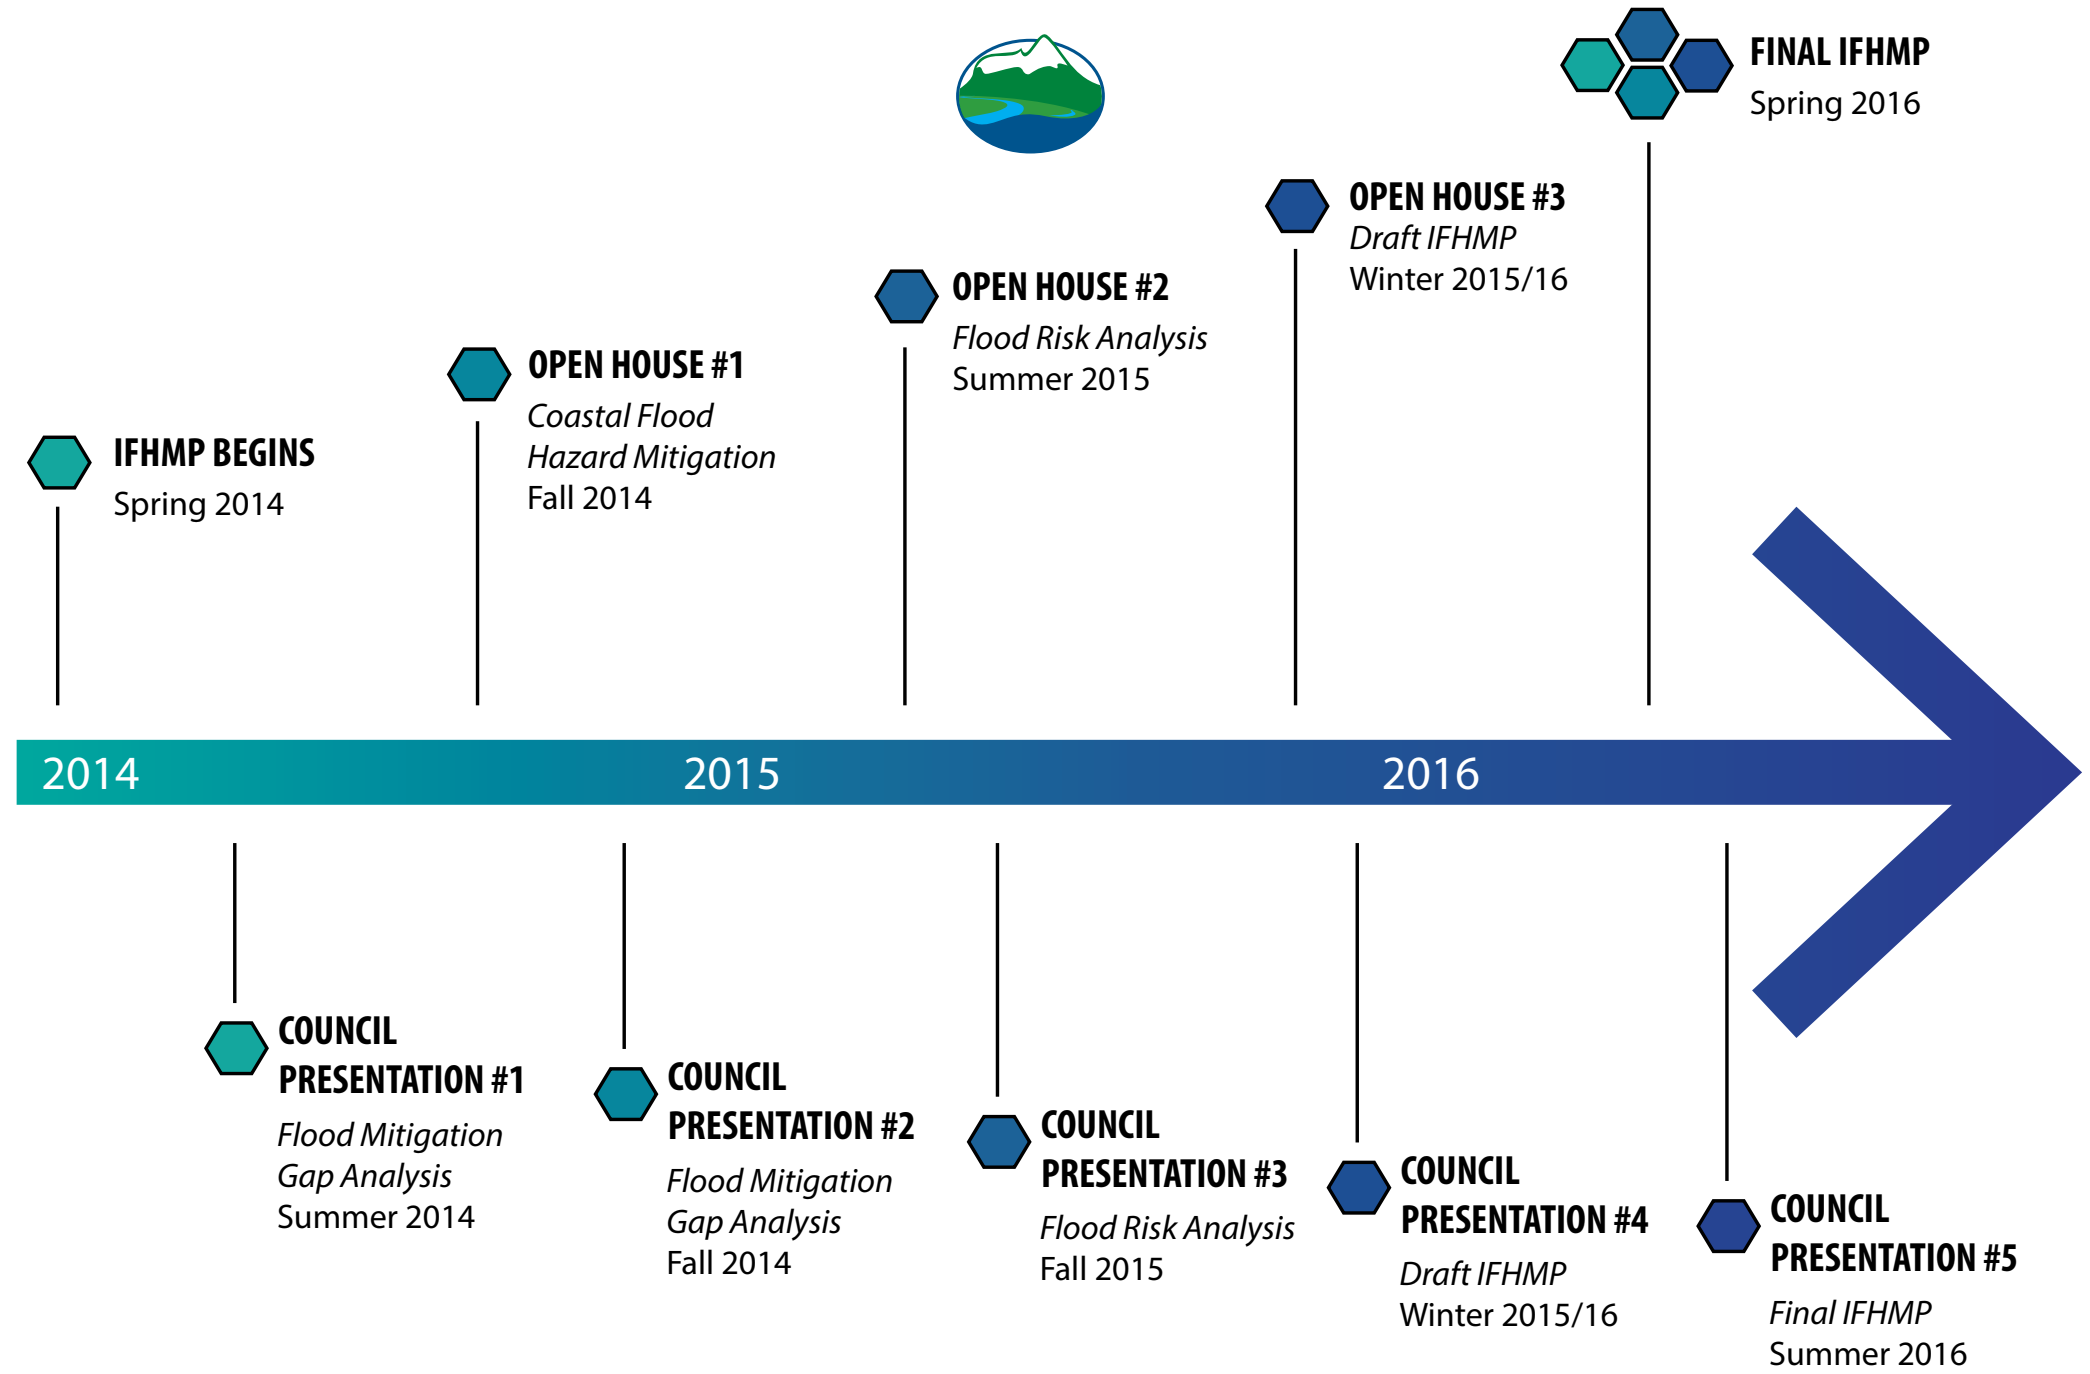 FINAL IFHMP
Spring 2016
OPEN HOUSE #3
Draft IFHMP
Winter 2015/16
OPEN HOUSE #2
Flood Risk Analysis
Summer 2015
OPEN HOUSE #1
Coastal Flood
Hazard Mitigation
Fall 2014
IFHMP BEGINS
Spring 2014
2014
2015
2016
COUNCIL
PRESENTATION #1
Flood Mitigation
Gap Analysis
Summer 2014
COUNCIL
PRESENTATION #2
Flood Mitigation
Gap Analysis
Fall 2014
COUNCIL
PRESENTATION #3
Flood Risk Analysis
Fall 2015
COUNCIL
PRESENTATION #4
Draft IFHMP
Winter 2015/16
COUNCIL
PRESENTATION #5
Final IFHMP
Summer 2016